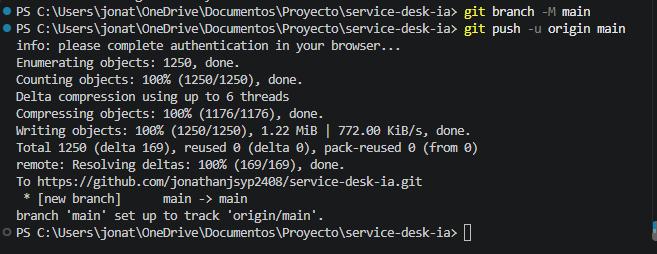 PS C:\Users\jonat\OneDrive\Documentos\Proyecto\service-desk-ia> git branch -M main
PS C:\Users\jonat\OneDrive\Documentos\Proyecto\service-desk-ia> git push -u origin main
info: please complete authentication in your browser...
Enumerating objects: 1250, done.
Counting objects: 100% (1250/1250), done.
Delta compression using up to 6 threads
Compressing objects: 100% (1176/1176), done.
Writing objects: 100% (1250/1250), 1.22 MiB | 772.00 KiB/s, done.
Total 1250 (delta 169), reused 0 (delta 0), pack-reused 0 (from 0)
remote: Resolving deltas: 100% (169/169), done.
To https://github.com/jonathanjsyp2408/service-desk-ia.git
 * [new branch]      main -> main
branch 'main' set up to track 'origin/main'.
PS C:\Users\jonat\OneDrive\Documentos\Proyecto\service-desk-ia>